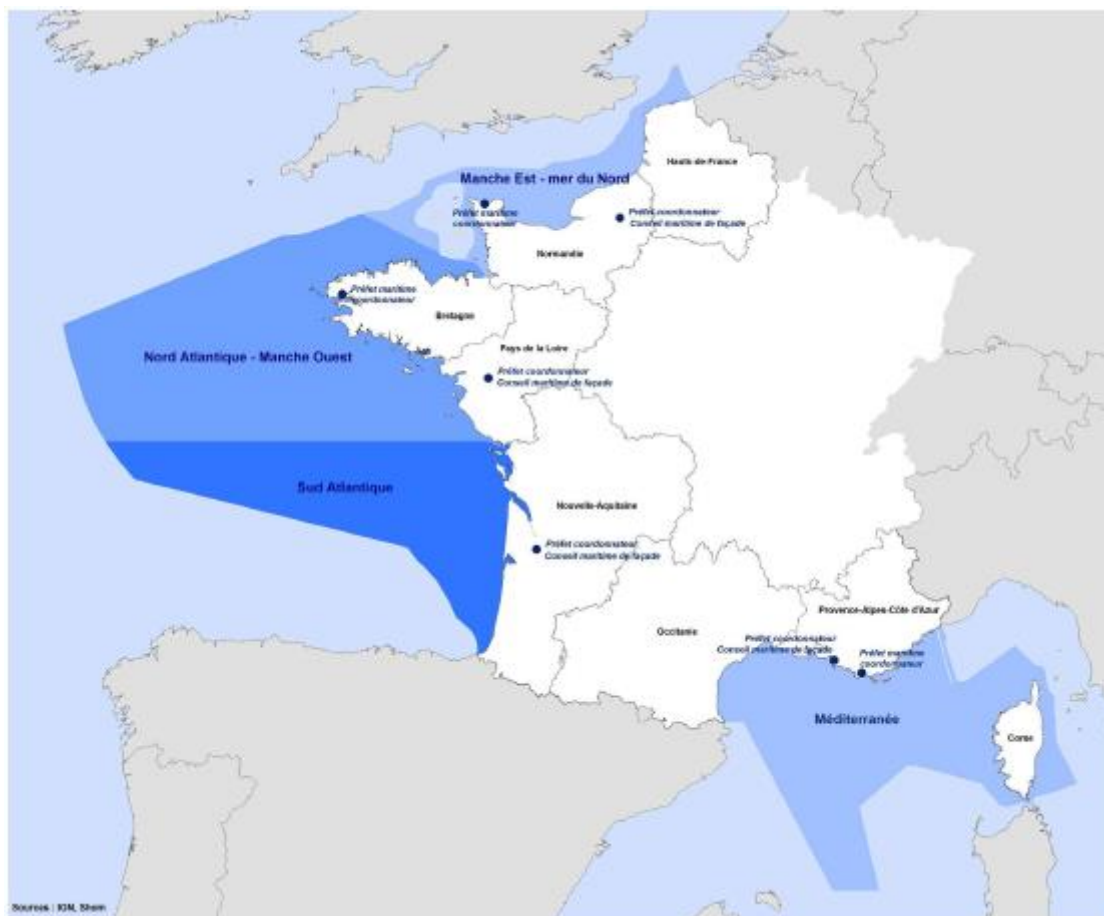 Hauts-de-France
Manche Est - mer du Nord
Préfet maritime
coordonnateur
Préfet coordonnateur
Conseil maritime de façade
Normandie
Préfet maritime
coordonnateur
Bretagne
Pays de la Loire
Nord Atlantique - Manche Ouest
Préfet coordonnateur
Conseil maritime de façade
Sud Atlantique
Nouvelle-Aquitaine
Préfet coordonnateur
Conseil maritime de façade
Provence-Alpes-Côte d'Azur
Occitanie
Préfet coordonnateur
Conseil maritime de façade
Préfet maritime
coordonnateur
Méditerranée
Corse
Sources : IGN, Shom